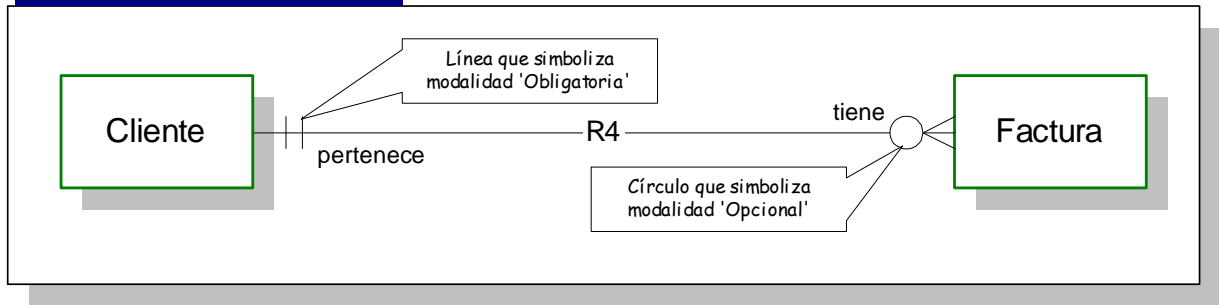 Línea que simboliza
modalidad 'Obligatoria'
Cliente
pertenece
R4
tiene
Factura
Círculo que simboliza
modalidad 'Opcional'